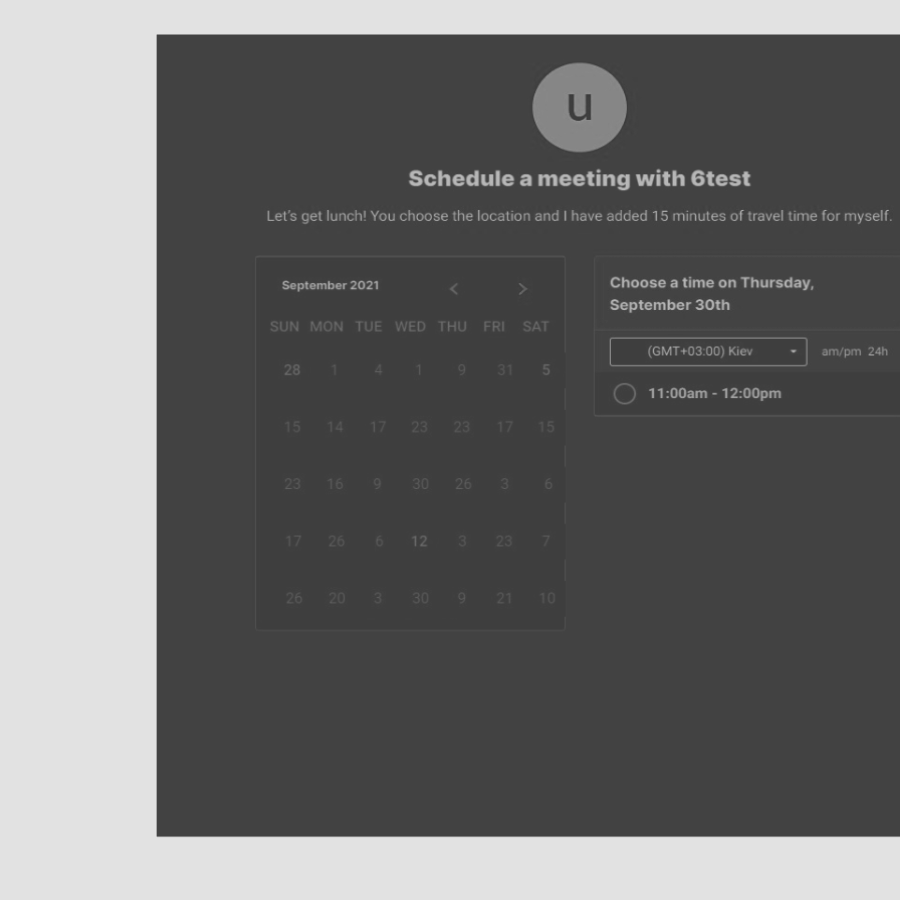 u
Schedule a meeting with 6test
Let's get lunch! You choose the location and I have added 15 minutes of travel time for myself.
September 2021 < >
SUN MON TUE WED THU FRI SAT
28 1 4 1 9 31 5
15 14 17 23 23 17 15
23 16 9 30 26 3 6
17 26 6 12 3 23 7
26 20 3 30 9 21 10
Choose a time on Thursday,
September 30th
(GMT+03:00) Kiev am/pm 24h
11:00am - 12:00pm